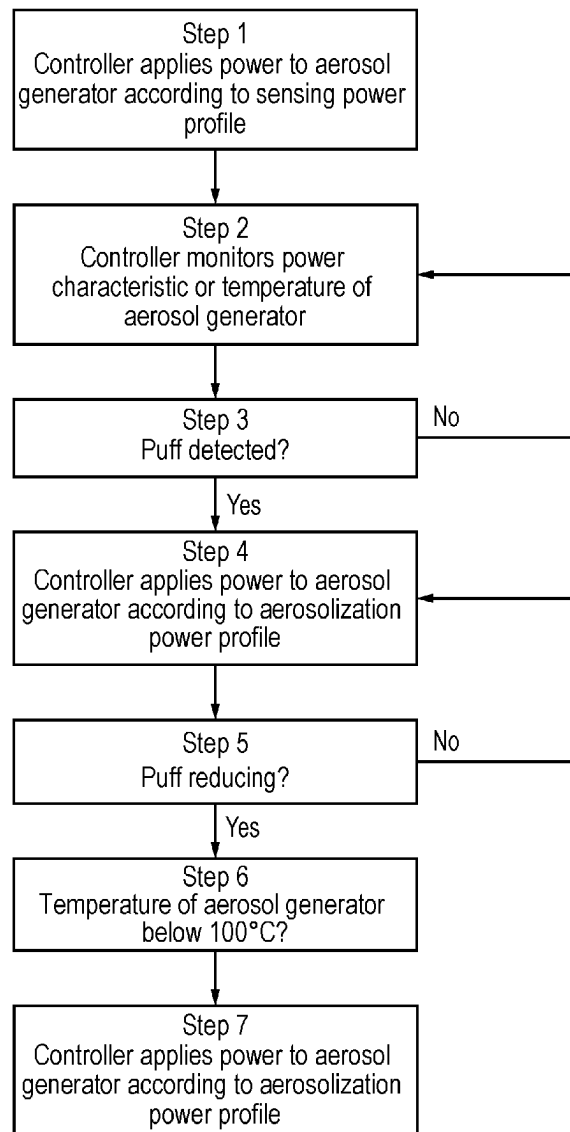 Step 1
Controller applies power to aerosol
generator according to sensing power
profile
Step 2
Controller monitors power
characteristic or temperature of
aerosol generator
Step 3
Puff detected?
No
Yes
Step 4
Controller applies power to aerosol
generator according to aerosolization
power profile
Step 5
Puff reducing?
No
Yes
Step 6
Temperature of aerosol generator
below 100°C?
Step 7
Controller applies power to aerosol
generator according to aerosolization
power profile